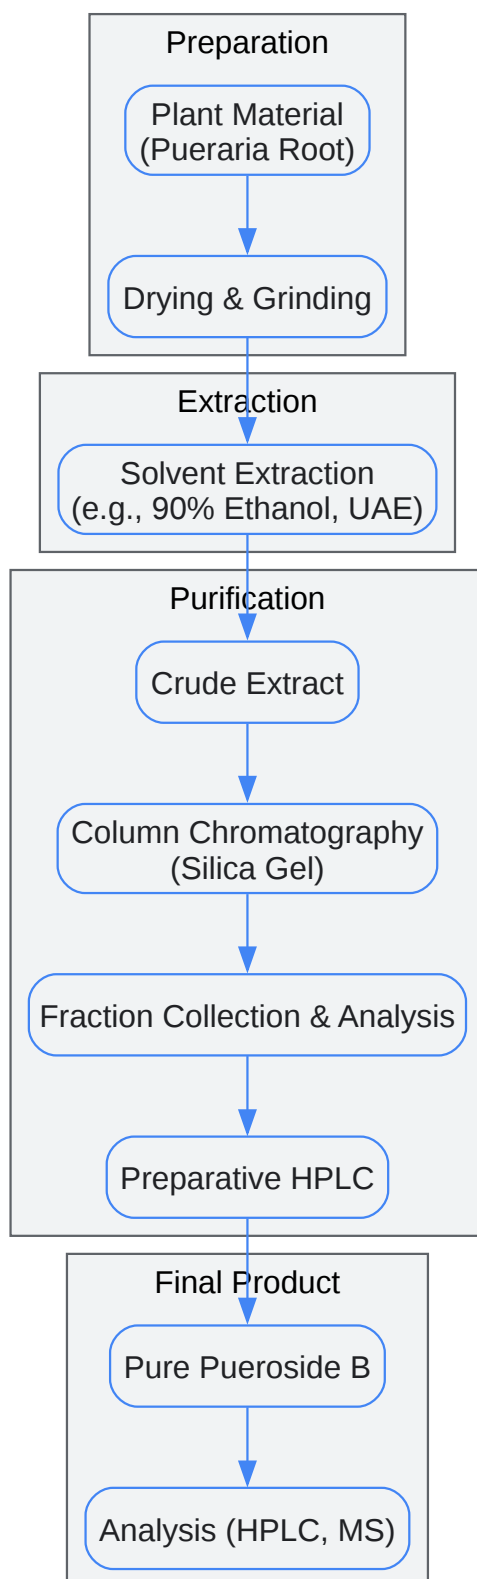 Preparation
Plant Material
(Pueraria Root)
Drying & Grinding
Extraction
Solvent Extraction
(e.g., 90% Ethanol, UAE)
Purification
Crude Extract
Column Chromatography
(Silica Gel)
Fraction Collection & Analysis
Preparative HPLC
Final Product
Pure Pueroside B
Analysis (HPLC, MS)